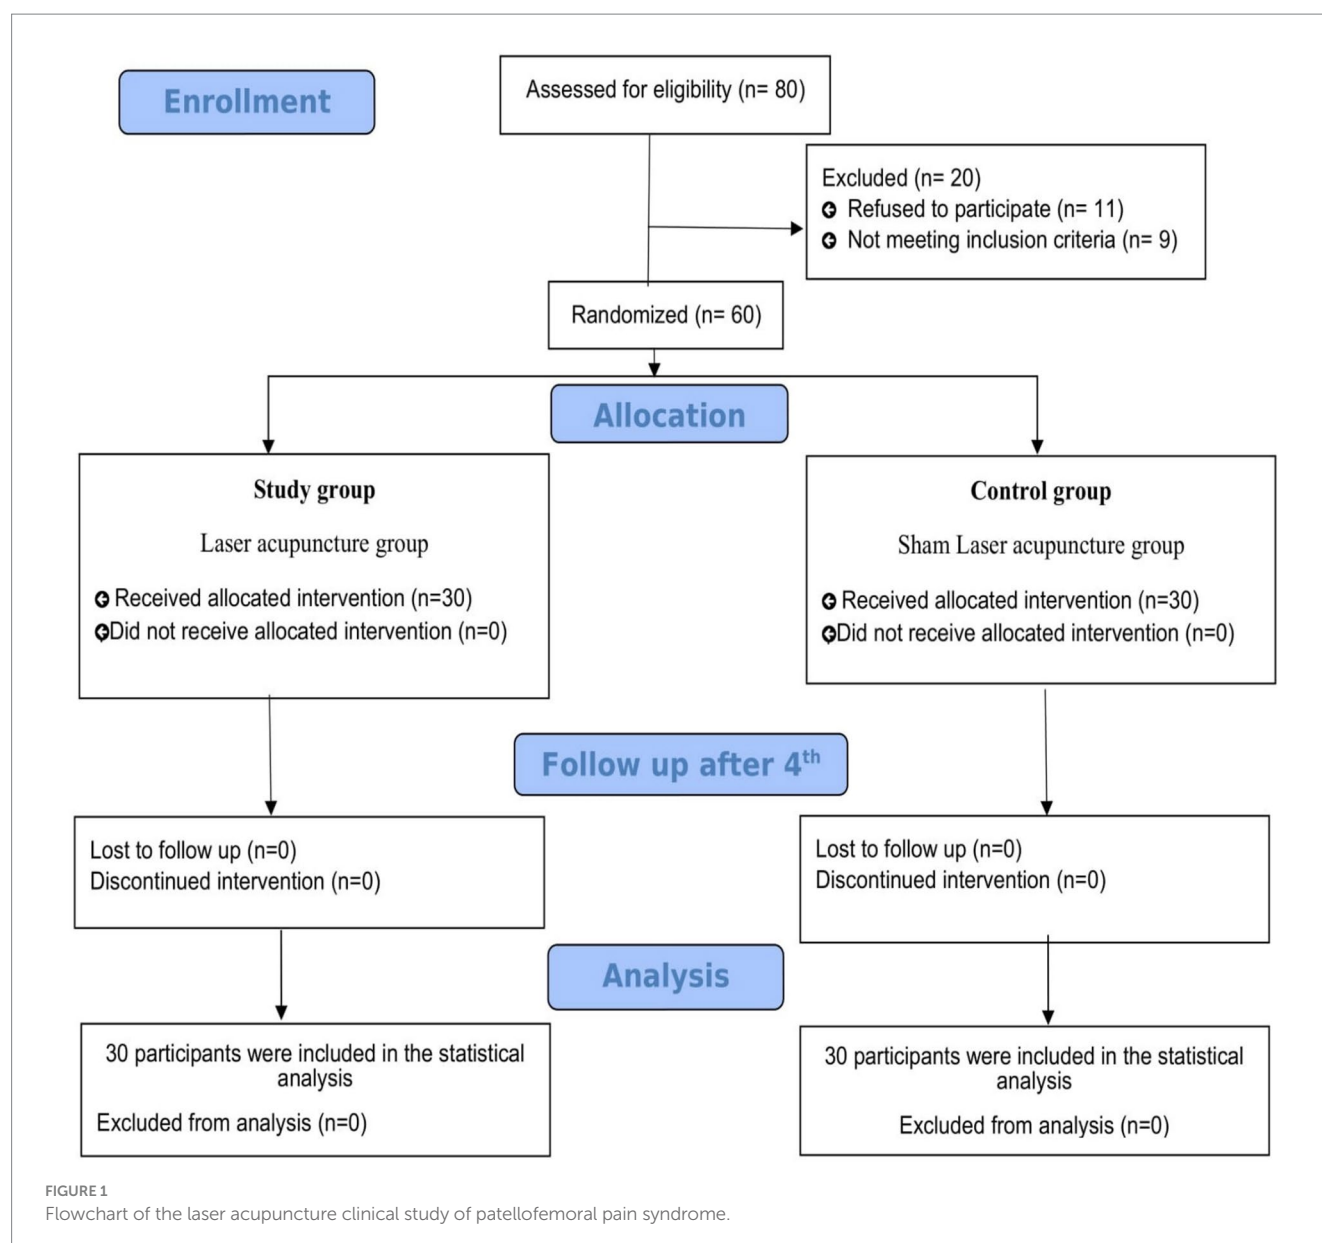 Enrollment
Assessed for eligibility (n= 80)
Excluded (n= 20)
Refused to participate (n= 11)
Not meeting inclusion criteria (n= 9)
Randomized (n= 60)
Allocation
Study group
Laser acupuncture group
Received allocated intervention (n=30)
Did not receive allocated intervention (n=0)
Control group
Sham Laser acupuncture group
Received allocated intervention (n=30)
Did not receive allocated intervention (n=0)
Follow up after 4th
Lost to follow up (n=0)
Discontinued intervention (n=0)
Lost to follow up (n=0)
Discontinued intervention (n=0)
Analysis
30 participants were included in the statistical
analysis
Excluded from analysis (n=0)
30 participants were included in the statistical
analysis
Excluded from analysis (n=0)
FIGURE 1
Flowchart of the laser acupuncture clinical study of patellofemoral pain syndrome.